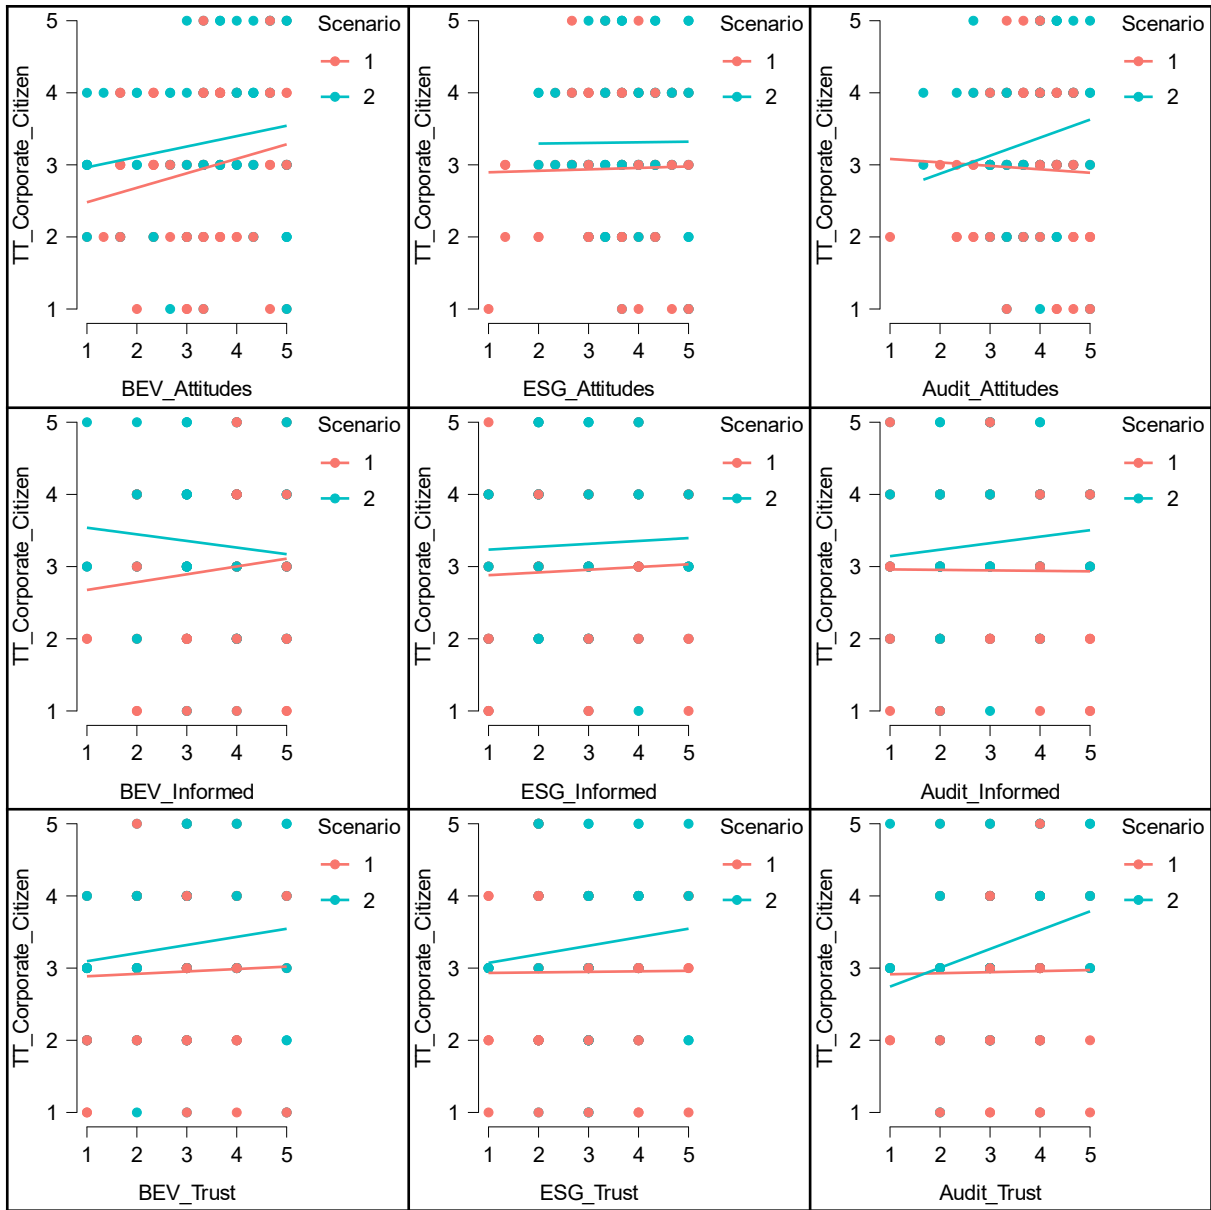 TT_Corporate_Citizen
5
4
3
2
1
1 2 3 4 5
BEV_Attitudes
Scenario
1
2
TT_Corporate_Citizen
5
4
3
2
1
1 2 3 4 5
ESG_Attitudes
Scenario
1
2
TT_Corporate_Citizen
5
4
3
2
1
1 2 3 4 5
Audit_Attitudes
Scenario
1
2
TT_Corporate_Citizen
5
4
3
2
1
1 2 3 4 5
BEV_Informed
Scenario
1
2
TT_Corporate_Citizen
5
4
3
2
1
1 2 3 4 5
ESG_Informed
Scenario
1
2
TT_Corporate_Citizen
5
4
3
2
1
1 2 3 4 5
Audit_Informed
Scenario
1
2
TT_Corporate_Citizen
5
4
3
2
1
1 2 3 4 5
BEV_Trust
Scenario
1
2
TT_Corporate_Citizen
5
4
3
2
1
1 2 3 4 5
ESG_Trust
Scenario
1
2
TT_Corporate_Citizen
5
4
3
2
1
1 2 3 4 5
Audit_Trust
Scenario
1
2